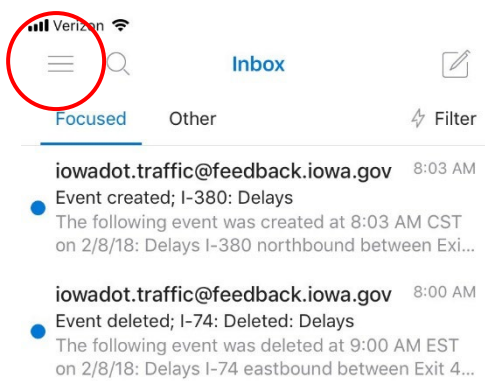 Verizon
Inbox
Focused Other Filter
iowadot.traffic@feedback.iowa.gov 8:03 AM
Event created; I-380: Delays
The following event was created at 8:03 AM CST
on 2/8/18: Delays I-380 northbound between Exi...
iowadot.traffic@feedback.iowa.gov 8:00 AM
Event deleted; I-74: Deleted: Delays
The following event was deleted at 9:00 AM EST
on 2/8/18: Delays I-74 eastbound between Exit 4...